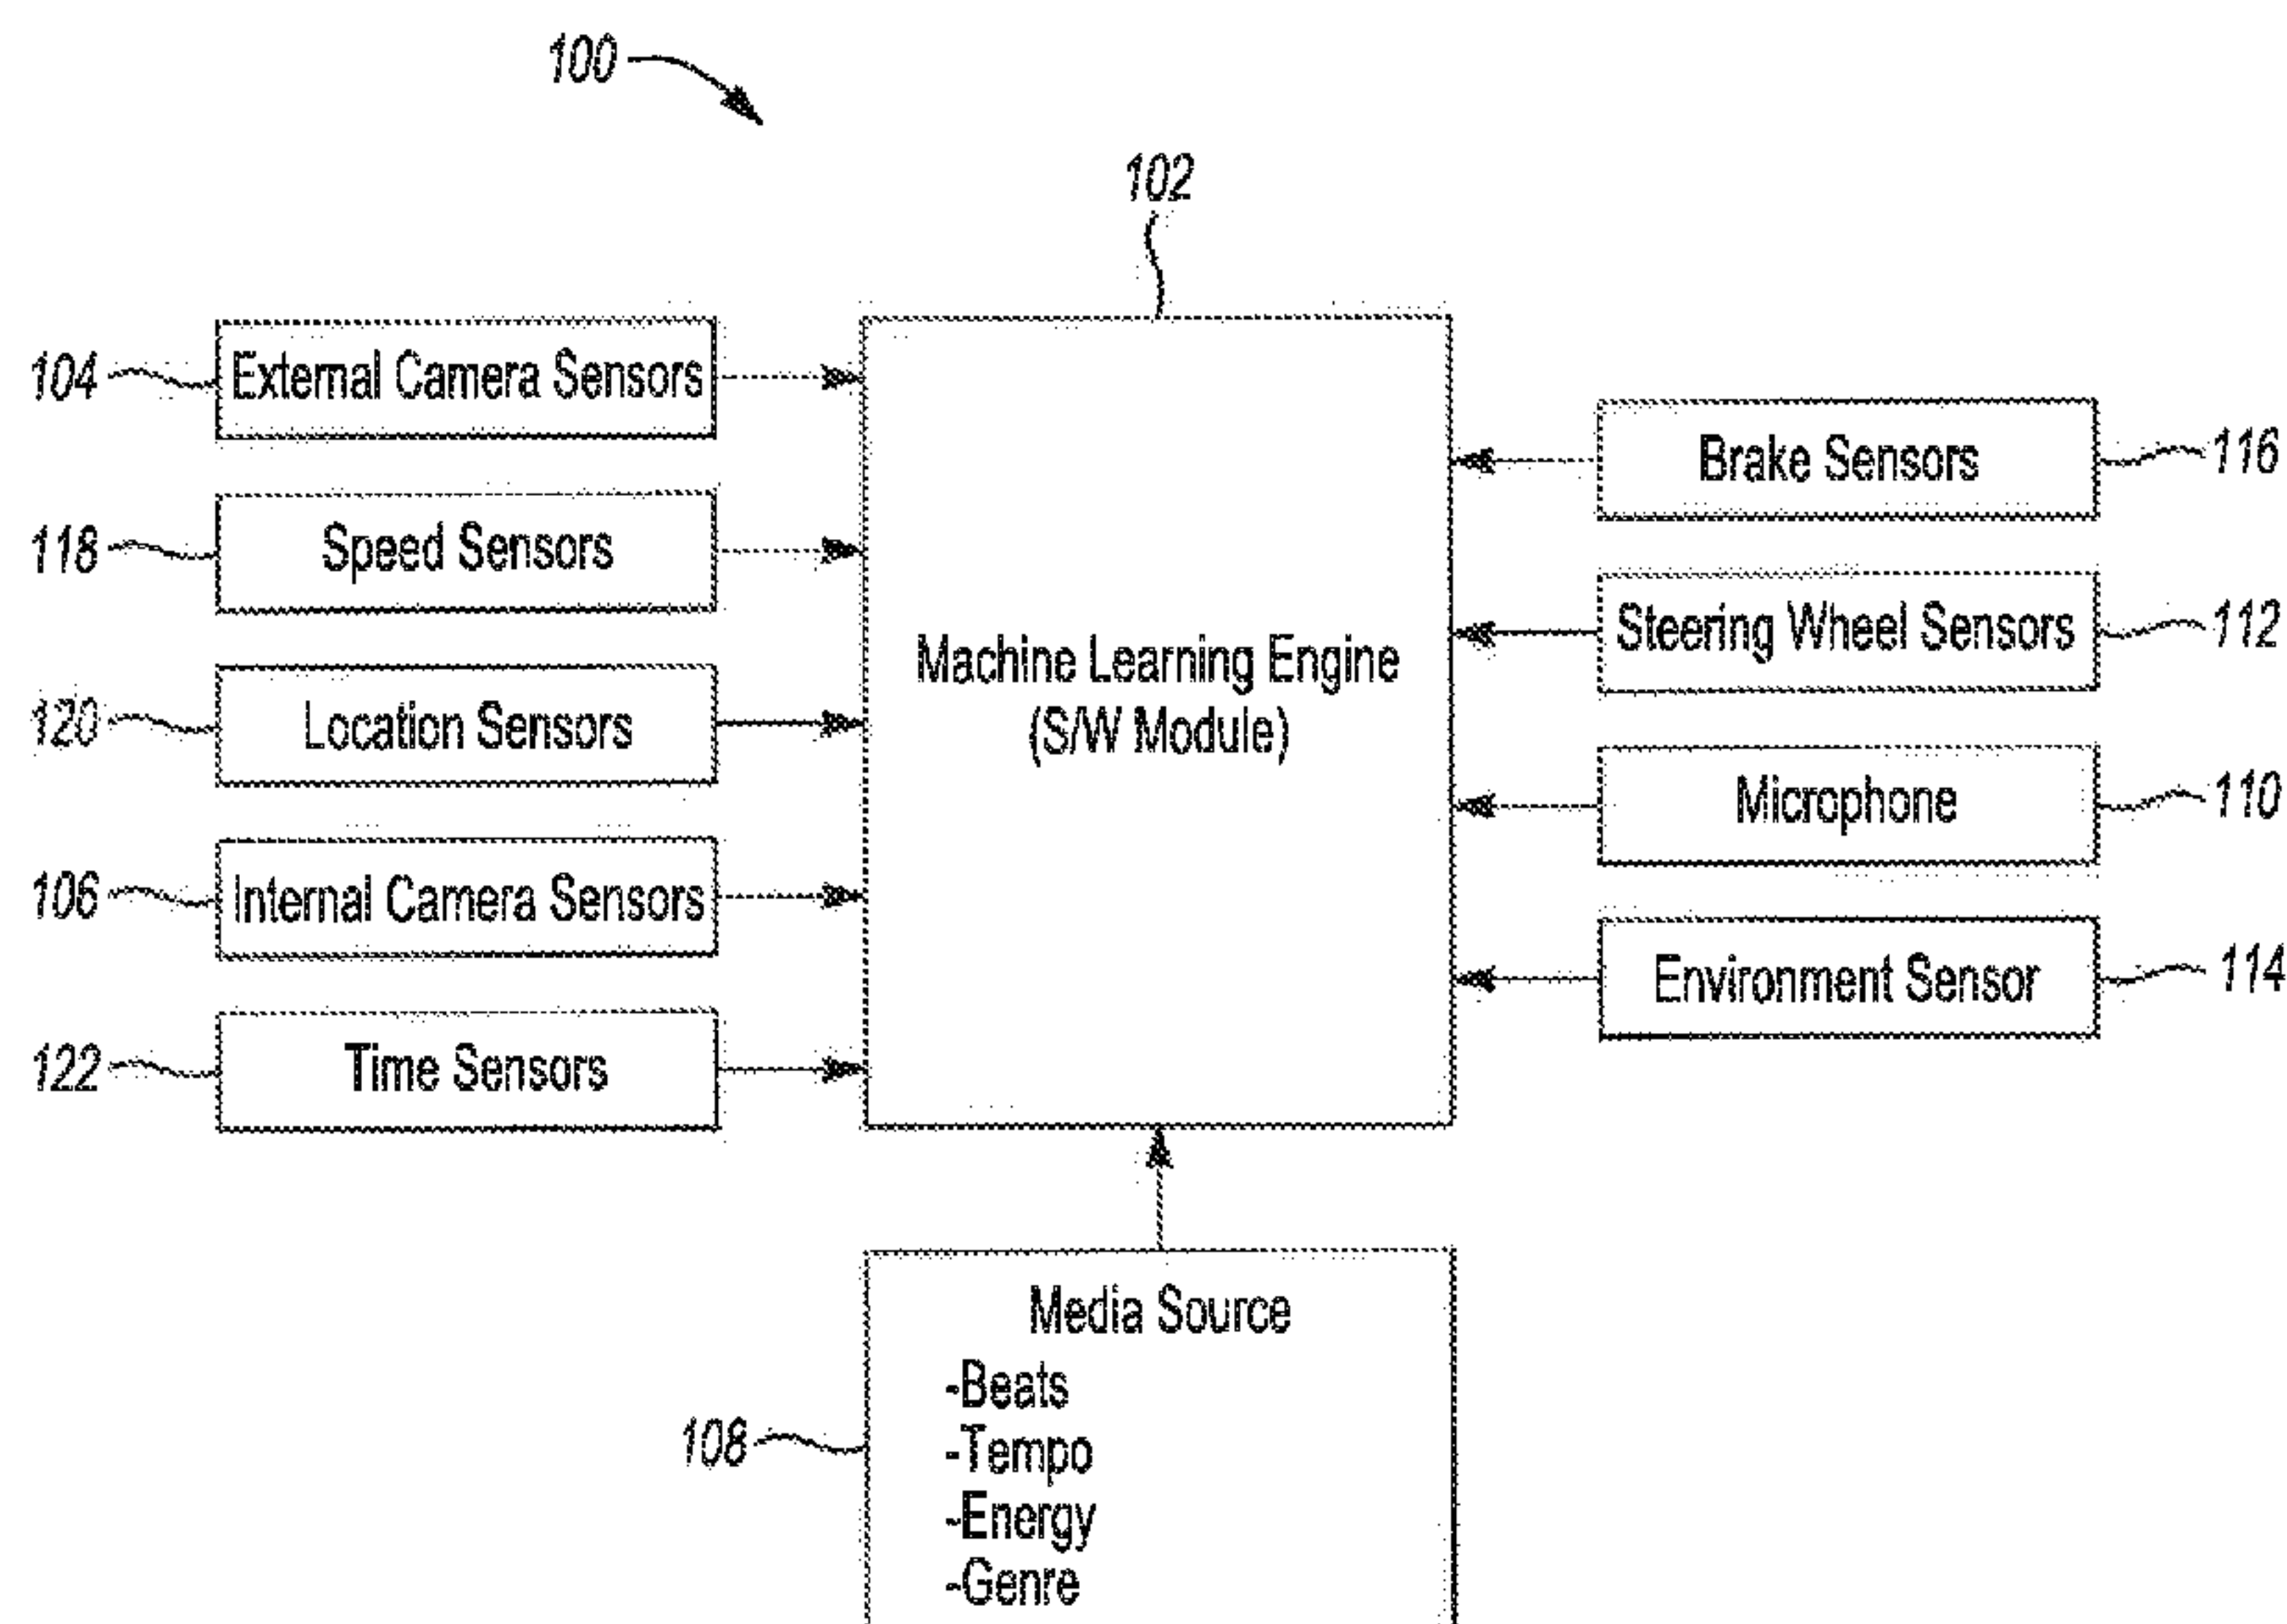 100
102
104
External Camera Sensors
118
Speed Sensors
120
Location Sensors
106
Internal Camera Sensors
122
Time Sensors
Machine Learning Engine
(S/W Module)
Brake Sensors
116
Steering Wheel Sensors
112
Microphone
110
Environment Sensor
114
108
Media Source
-Beats
-Tempo
-Energy
-Genre